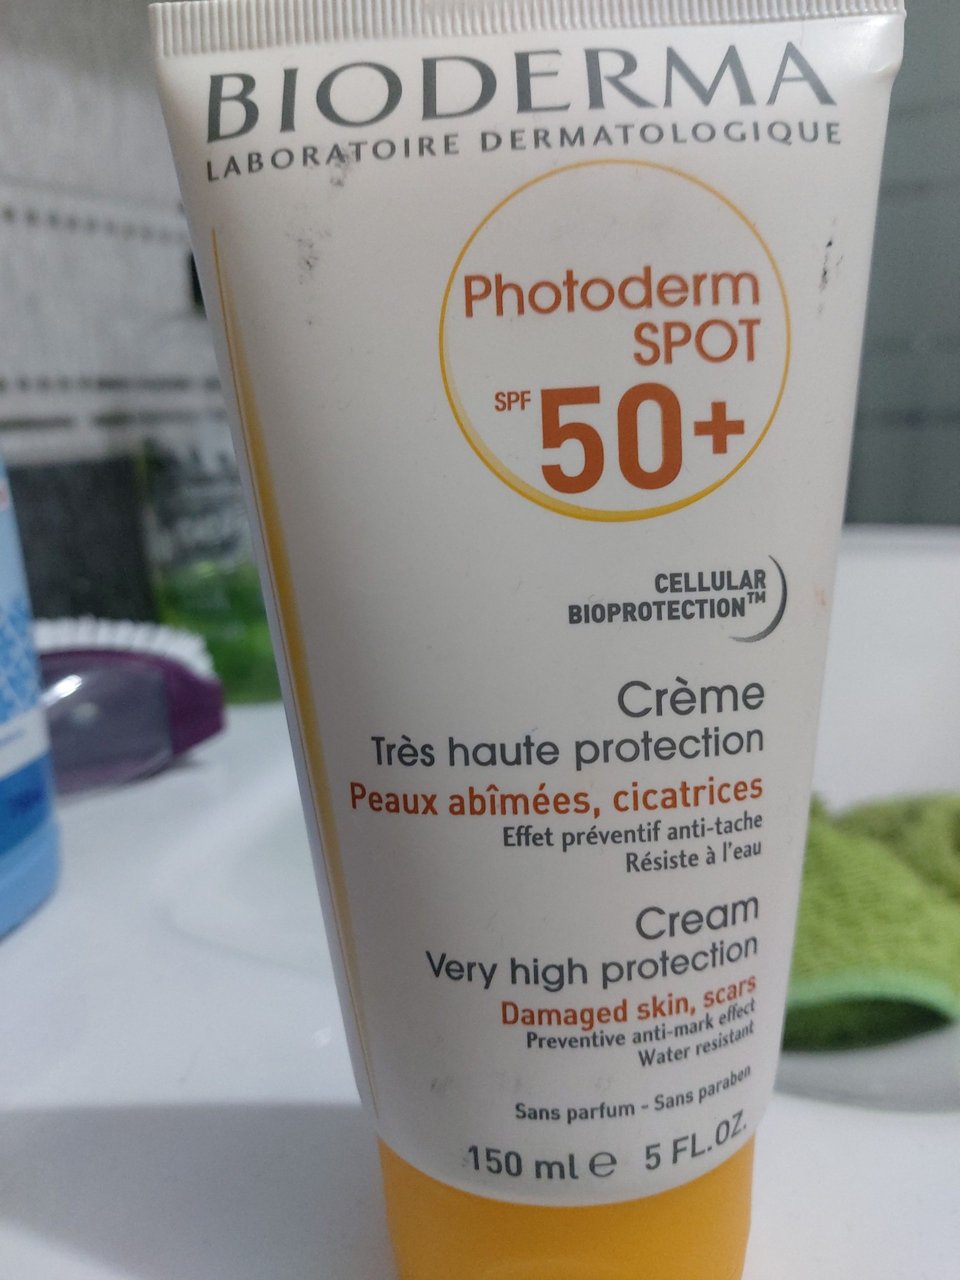 BIODERMA
LABORATOIRE DERMATOLOGIQUE
Photoderm
SPOT
SPF 50+
CELLULAR
BIOPROTECTION™
Crème
Très haute protection
Peaux abîmées, cicatrices
Effet préventif anti-tache
Résiste à l'eau
Cream
Very high protection
Damaged skin, scars
Preventive anti-mark effect
Water resistant
Sans parfum - Sans paraben
150 ml e 5 FL.OZ.